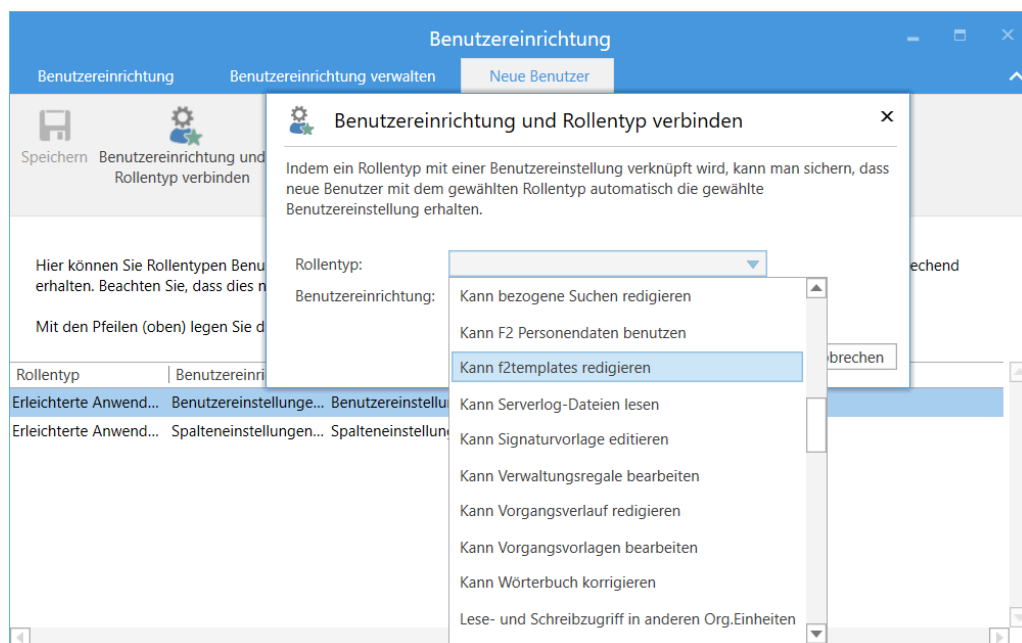 Benutzereinrichtung
Benutzereinrichtung Benutzereinrichtung verwalten Neue Benutzer
Speichern Benutzereinrichtung und
Rollentyp verbinden
Benutzereinrichtung und Rollentyp verbinden
Indem ein Rollentyp mit einer Benutzereinstellung verknüpft wird, kann man sichern, dass
neue Benutzer mit dem gewählten Rollentyp automatisch die gewählte
Benutzereinstellung erhalten.
Hier können Sie Rollentypen Benu
echend
erhalten. Beachten Sie, dass dies n
Mit den Pfeilen (oben) legen Sie d
Rollentyp:
Benutzereinrichtung:
Kann bezogene Suchen redigieren
Kann F2 Personendaten benutzen
Kann f2templates redigieren
Kann Serverlog-Dateien lesen
Kann Signaturvorlage editieren
Kann Verwaltungsregale bearbeiten
Kann Vorgangsverlauf redigieren
Kann Vorgangsvorlagen bearbeiten
Kann Wörterbuch korrigieren
Lese- und Schreibzugriff in anderen Org.Einheiten
brechen
Rollentyp Benutzereinri
Erleichterte Anwend... Benutzereinstellunge... Benutzereinstellu
Erleichterte Anwend... Spalteneinstellungen... Spalteneinstellung